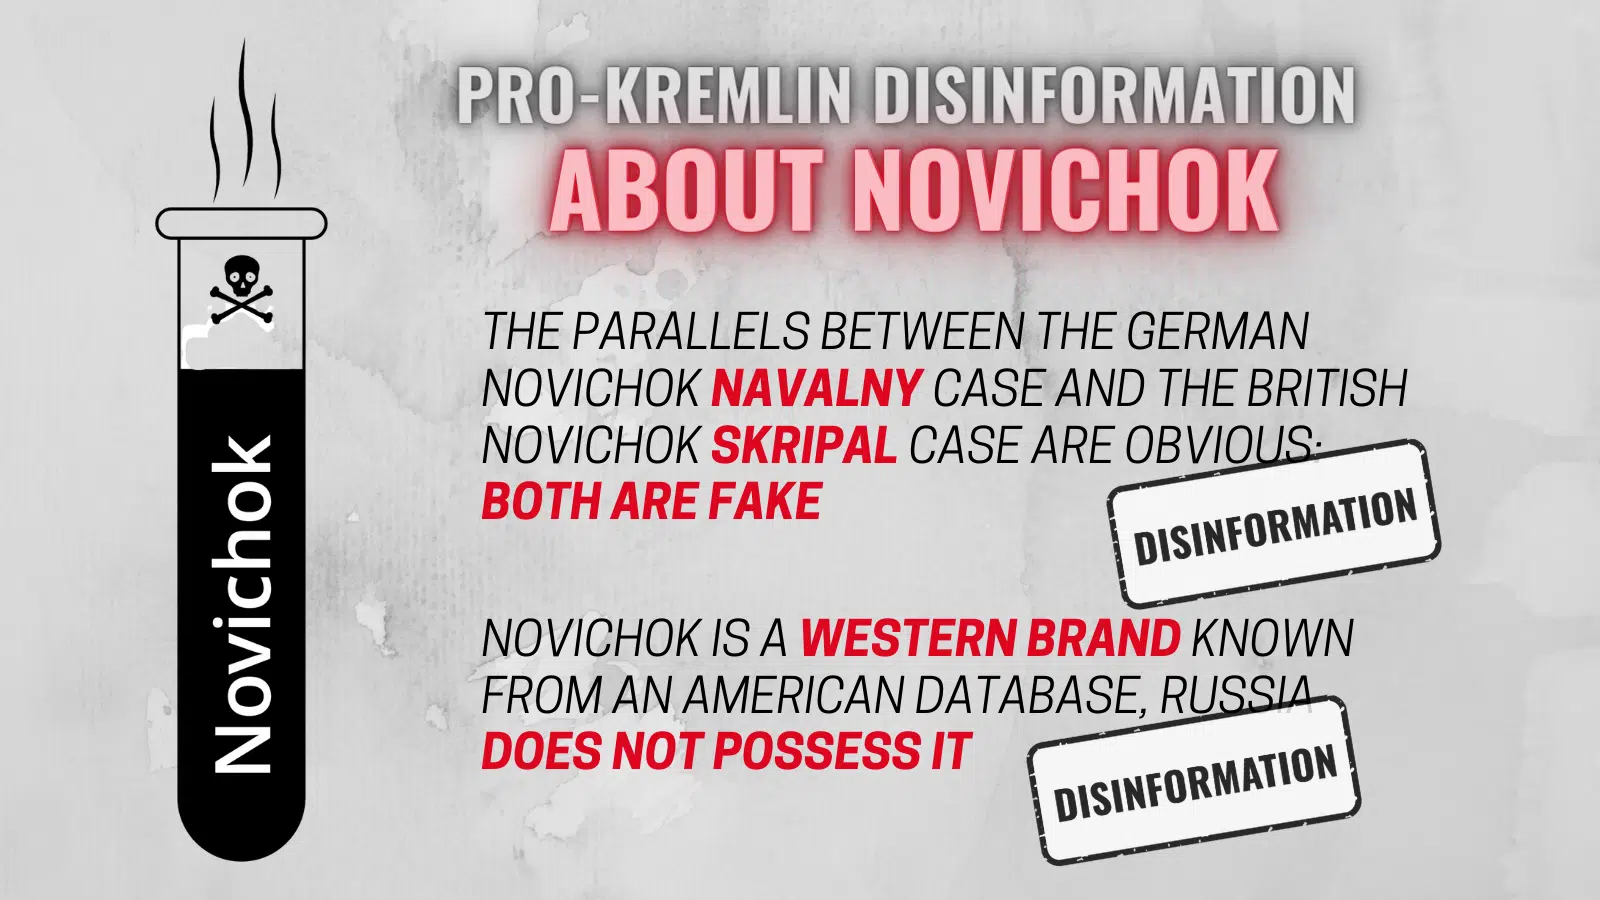 PRO-KREMLIN DISINFORMATION
ABOUT NOVICHOK
THE PARALLELS BETWEEN THE GERMAN
NOVICHOK NAVALNY CASE AND THE BRITISH
NOVICHOK SKRIPAL CASE ARE OBVIOUS:
BOTH ARE FAKE
DISINFORMATION
NOVICHOK IS A WESTERN BRAND KNOWN
FROM AN AMERICAN DATABASE, RUSSIA
DOES NOT POSSESS IT
DISINFORMATION
Novichok